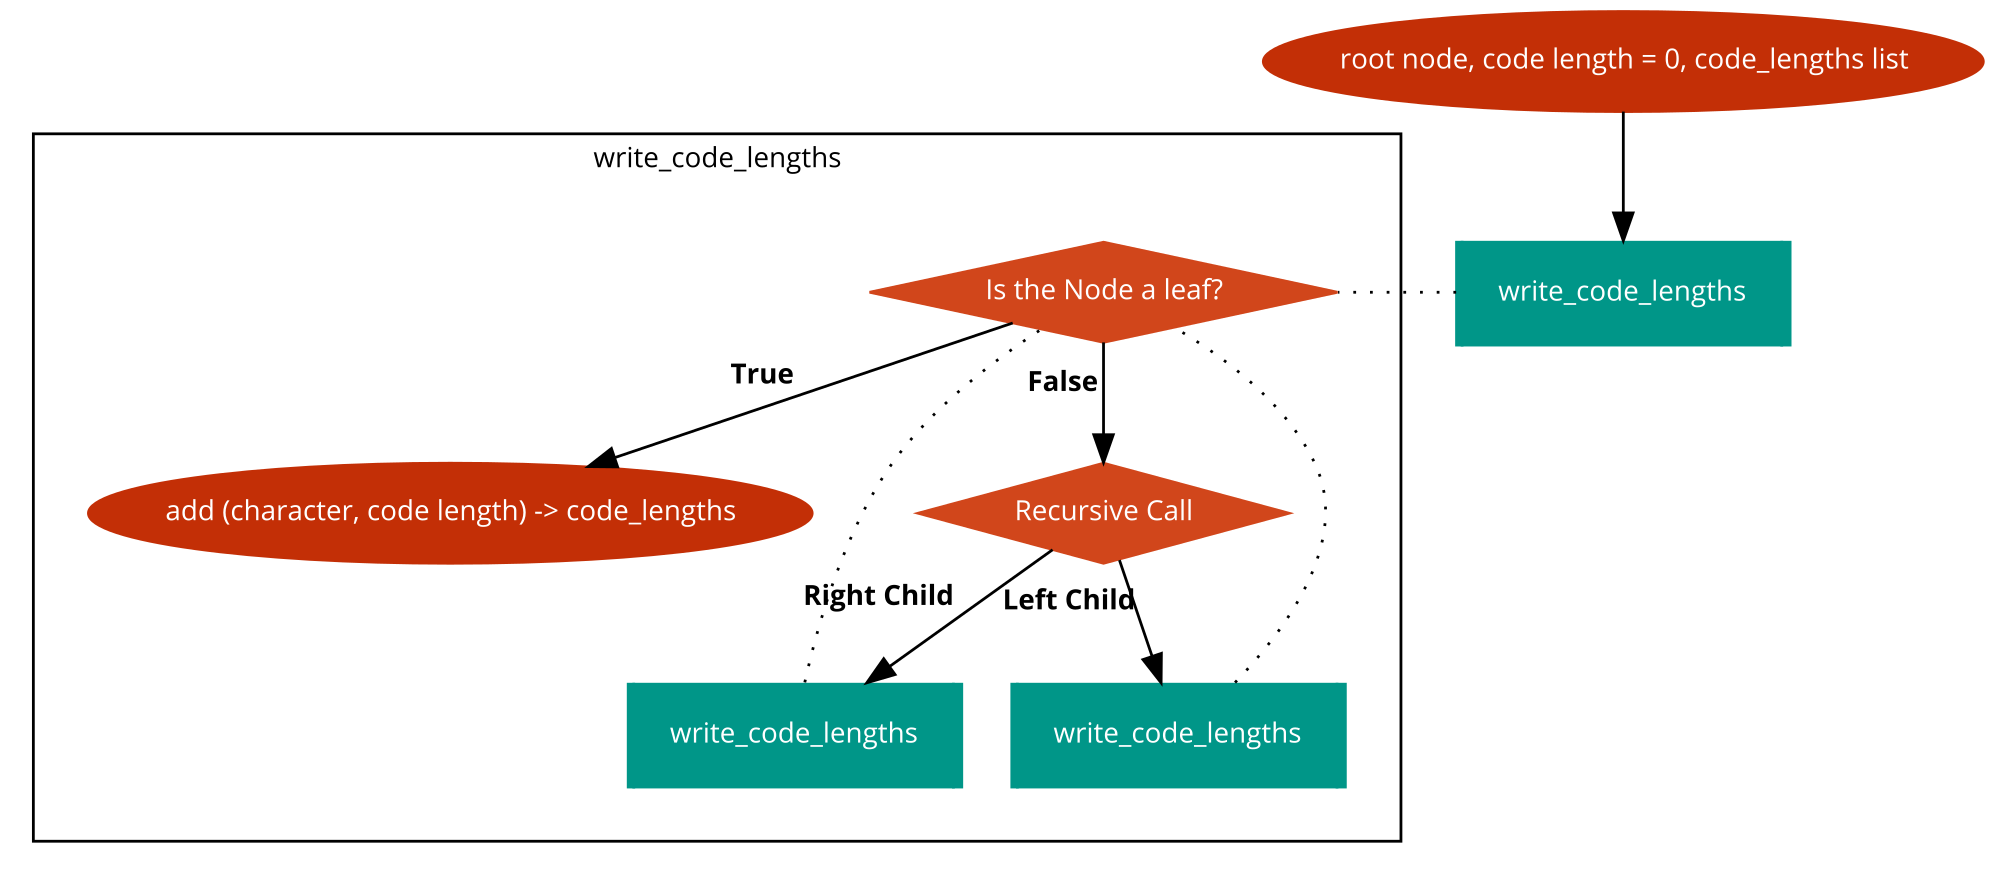 root node, code length = 0, code_lengths list
write_code_lengths
Is the Node a leaf?
write_code_lengths
True
False
add (character, code length) -> code_lengths
Recursive Call
Right Child
Left Child
write_code_lengths
write_code_lengths